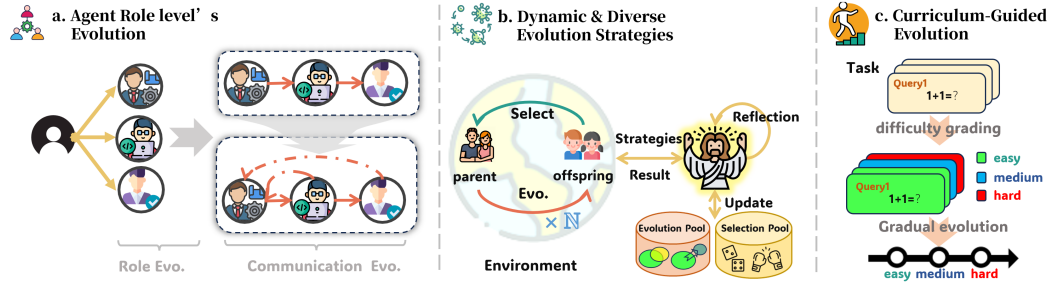 a. Agent Role level’s
Evolution
Role Evo.
Communication Evo.
b. Dynamic & Diverse
Evolution Strategies
Select
parent
offspring
Evo.
×ℕ
Environment
Strategies
Result
Reflection
Update
Evolution Pool
Selection Pool
c. Curriculum-Guided
Evolution
Task
Query1
1+1=?
difficulty grading
easy
medium
hard
Query1
1+1=?
Gradual evolution
easy medium hard